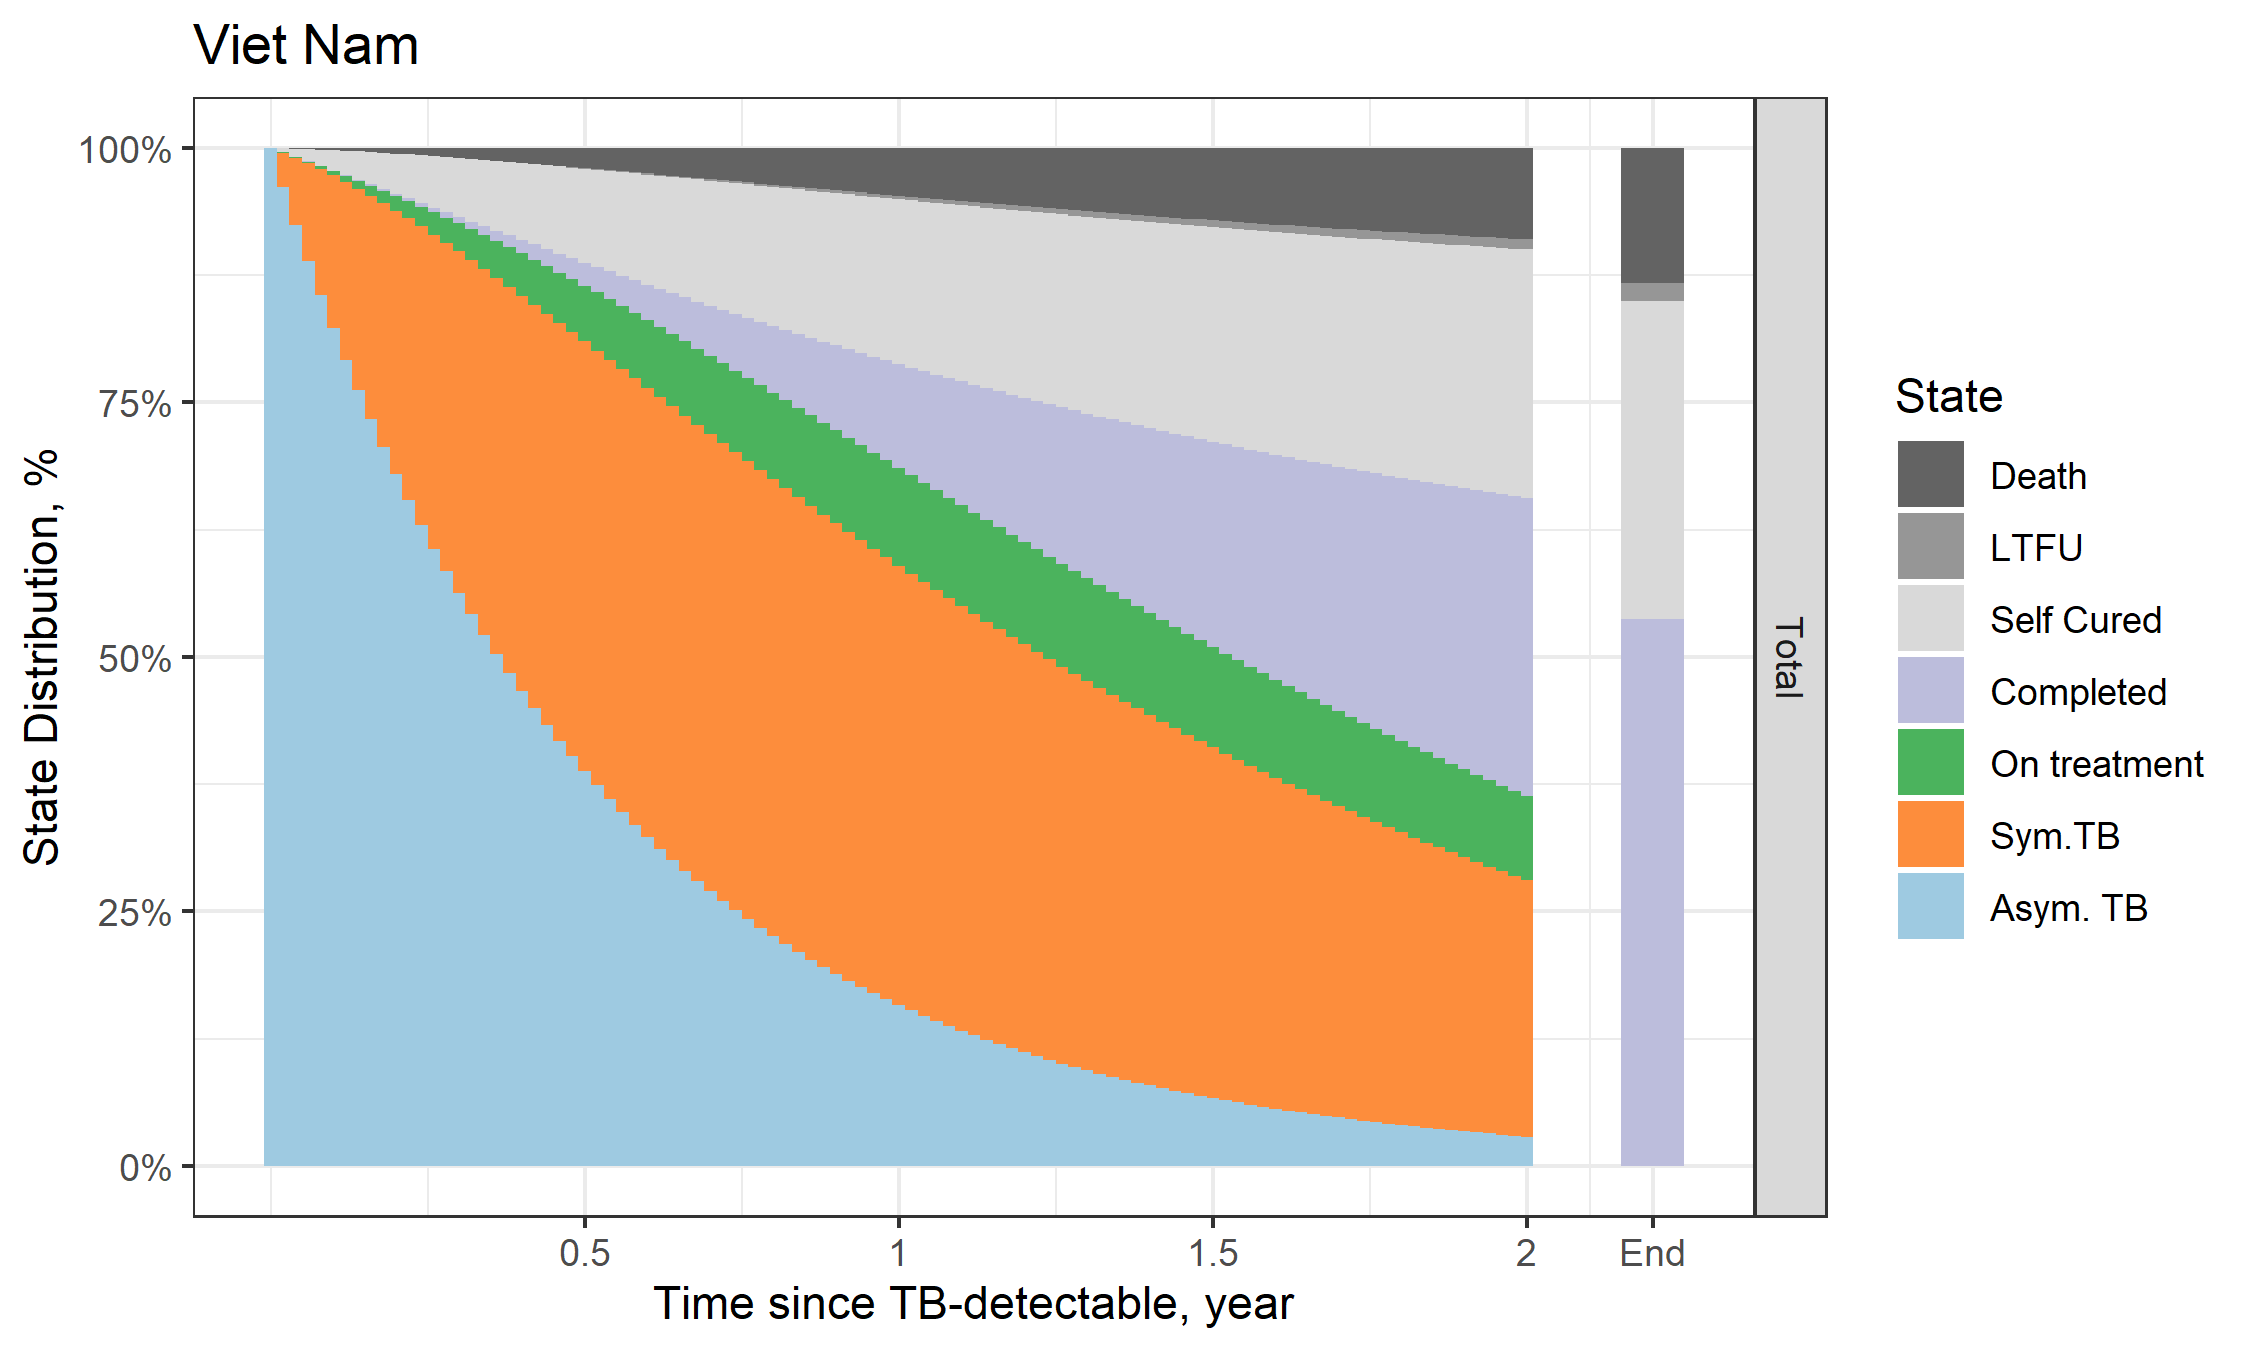 Viet Nam
State Distribution, %
100%
75%
50%
25%
0%
0.5
1
1.5
2
End
Time since TB-detectable, year
Total
State
Death
LTFU
Self Cured
Completed
On treatment
Sym.TB
Asym. TB